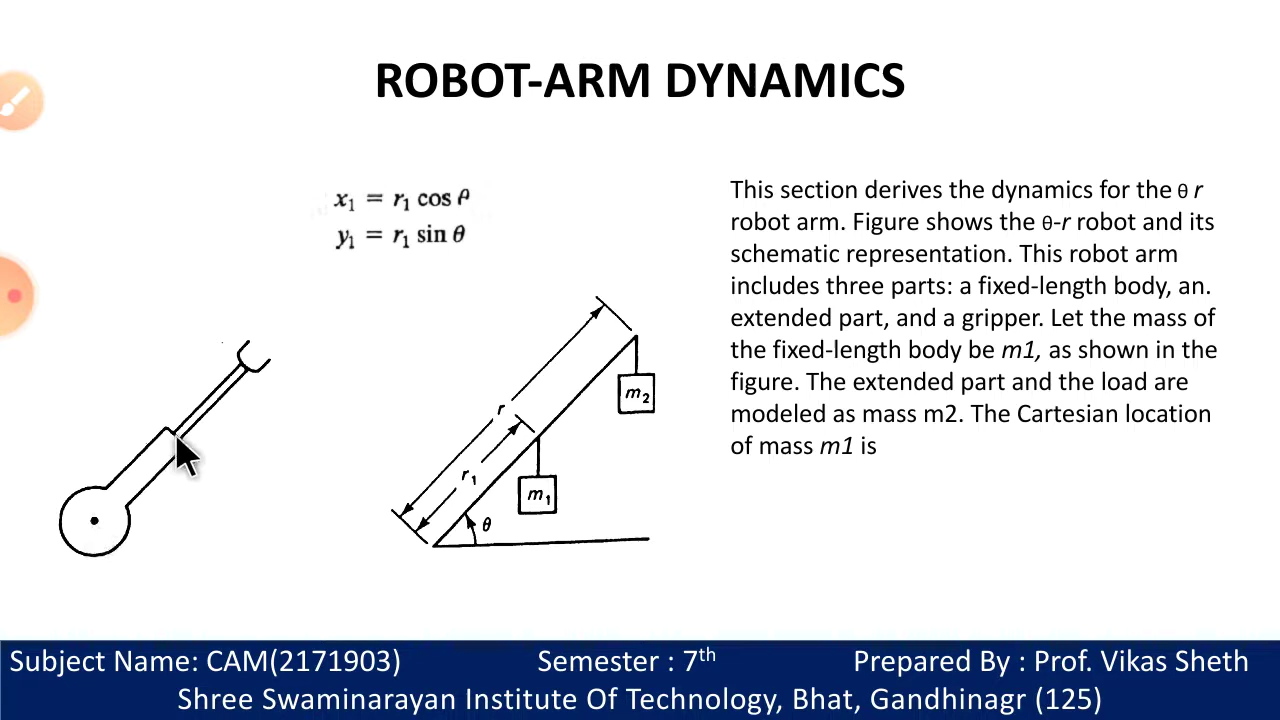 ROBOT-ARM DYNAMICS
x₁ = r₁ cos θ
y₁ = r₁ sin θ
This section derives the dynamics for the θ r
robot arm. Figure shows the θ-r robot and its
schematic representation. This robot arm
includes three parts: a fixed-length body, an.
extended part, and a gripper. Let the mass of
the fixed-length body be m1, as shown in the
figure. The extended part and the load are
modeled as mass m2. The Cartesian location
of mass m1 is
r
m₂
r₁
m₁
θ
Subject Name: CAM(2171903) Semester : 7th Prepared By : Prof. Vikas Sheth
Shree Swaminarayan Institute Of Technology, Bhat, Gandhinagr (125)